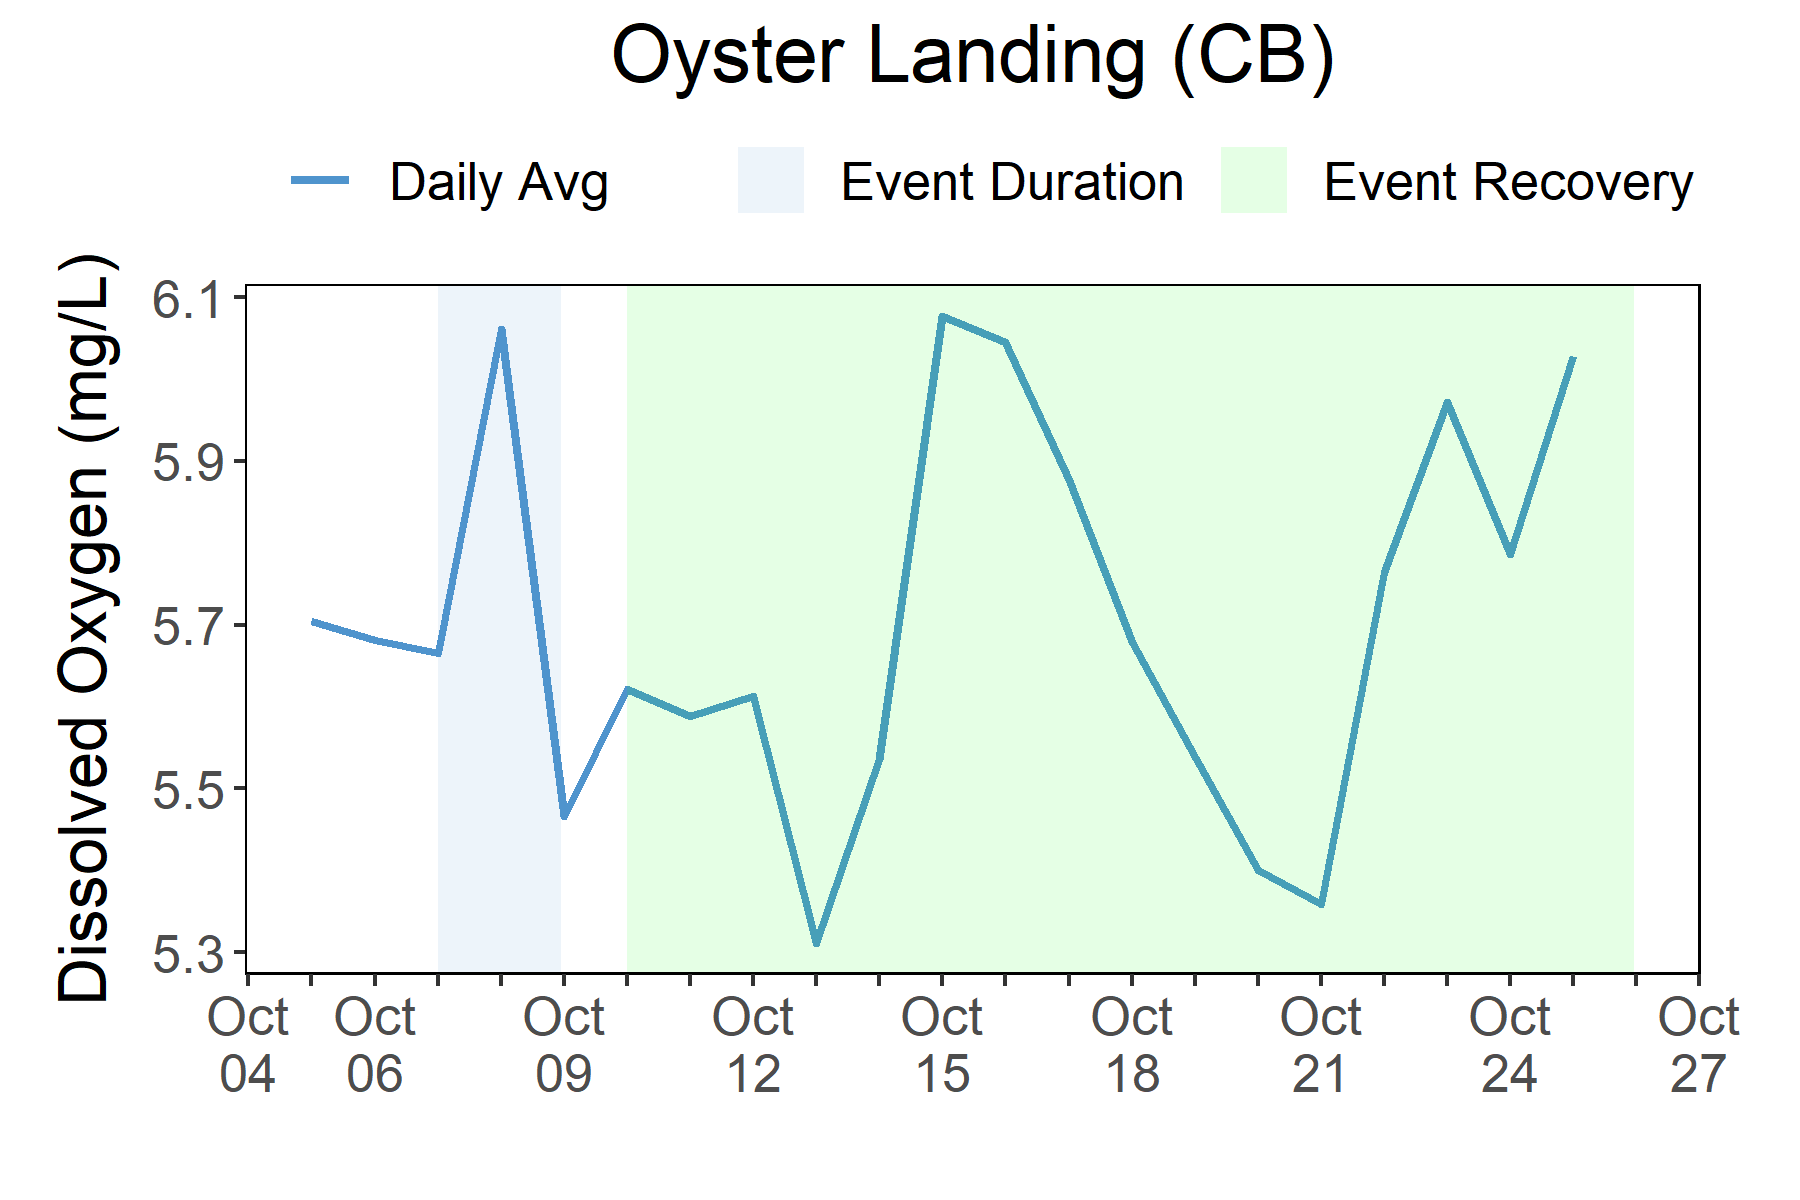 Oyster Landing (CB)
Daily Avg
Event Duration
Event Recovery
Dissolved Oxygen (mg/L)
6.1
5.9
5.7
5.5
5.3
Oct 04
Oct 06
Oct 09
Oct 12
Oct 15
Oct 18
Oct 21
Oct 24
Oct 27